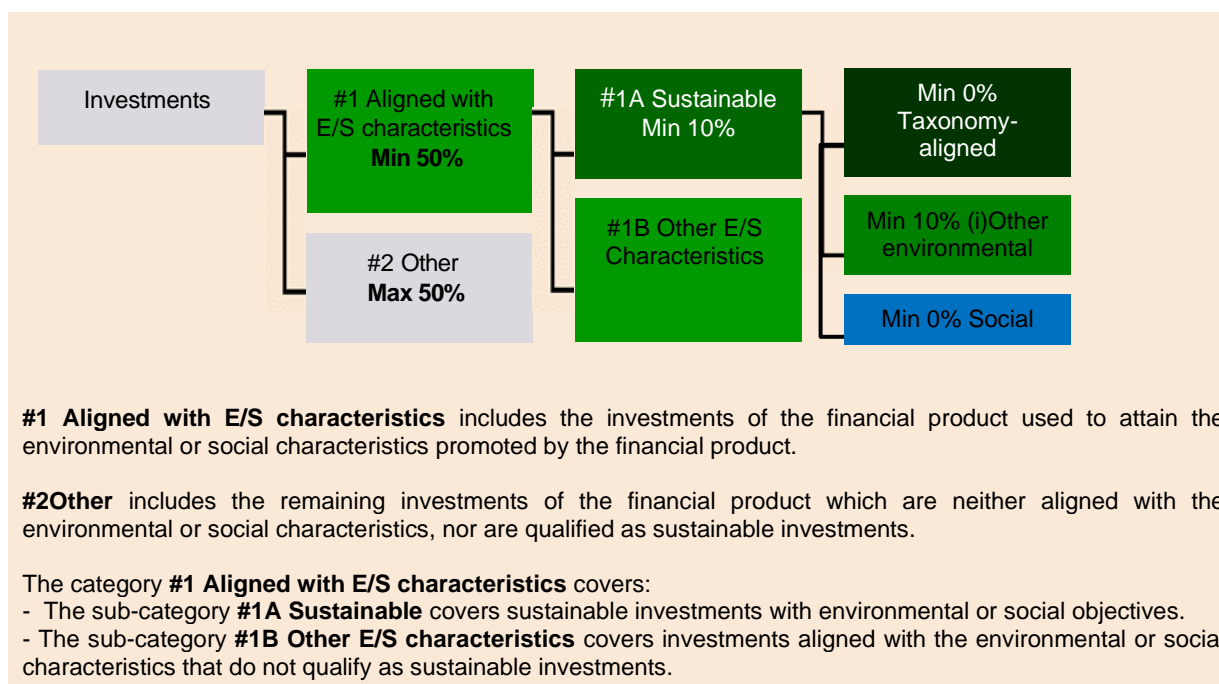 Investments
#1 Aligned with
E/S characteristics
Min 50%
#2 Other
Max 50%
#1A Sustainable
Min 10%
#1B Other E/S
Characteristics
Min 0%
Taxonomy-
aligned
Min 10% (i)Other
environmental
Min 0% Social
#1 Aligned with E/S characteristics includes the investments of the financial product used to attain the
environmental or social characteristics promoted by the financial product.
#2Other includes the remaining investments of the financial product which are neither aligned with the
environmental or social characteristics, nor are qualified as sustainable investments.
The category #1 Aligned with E/S characteristics covers:
- The sub-category #1A Sustainable covers sustainable investments with environmental or social objectives.
- The sub-category #1B Other E/S characteristics covers investments aligned with the environmental or social
characteristics that do not qualify as sustainable investments.